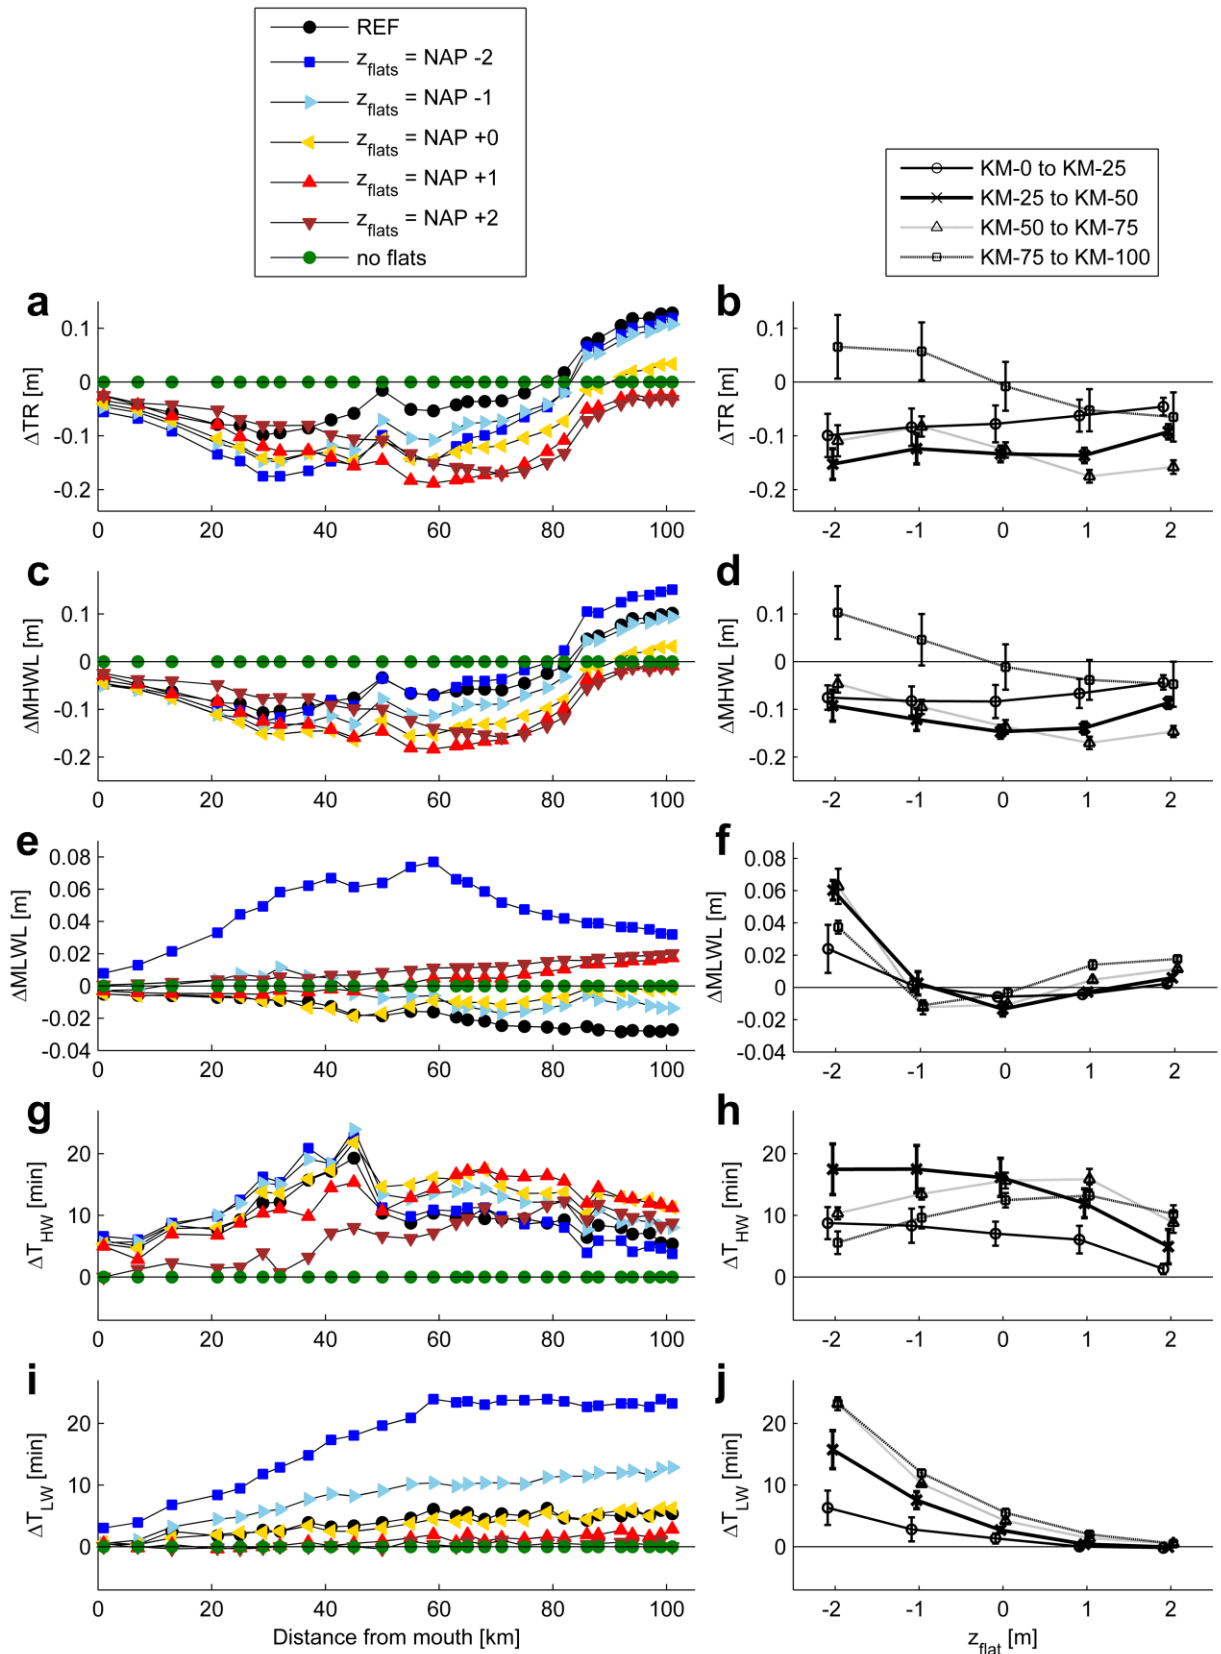 REF
z_flats = NAP -2
z_flats = NAP -1
z_flats = NAP +0
z_flats = NAP +1
z_flats = NAP +2
no flats
KM-0 to KM-25
KM-25 to KM-50
KM-50 to KM-75
KM-75 to KM-100
a
ΔTR [m]
0.1
0
-0.1
-0.2
0 20 40 60 80 100
b
ΔTR [m]
0.1
0
-0.1
-0.2
-2 -1 0 1 2
c
ΔMHWL [m]
0.1
0
-0.1
-0.2
0 20 40 60 80 100
d
ΔMHWL [m]
0.1
0
-0.1
-0.2
-2 -1 0 1 2
e
ΔMLWL [m]
0.08
0.06
0.04
0.02
0
-0.02
-0.04
0 20 40 60 80 100
f
ΔMLWL [m]
0.08
0.06
0.04
0.02
0
-0.02
-0.04
-2 -1 0 1 2
g
ΔT_HW [min]
20
10
0
0 20 40 60 80 100
h
ΔT_HW [min]
20
10
0
-2 -1 0 1 2
i
ΔT_LW [min]
20
10
0
0 20 40 60 80 100
Distance from mouth [km]
j
ΔT_LW [min]
20
10
0
-2 -1 0 1 2
z_flat [m]